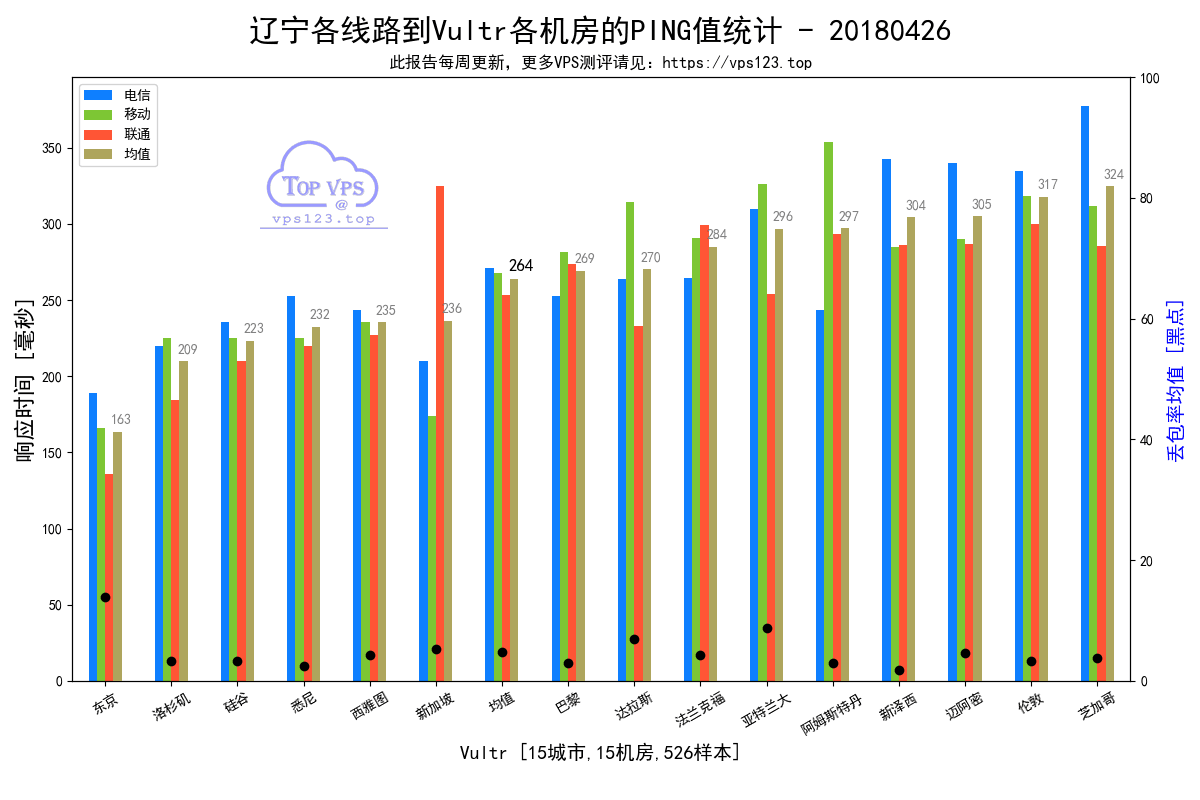 辽宁各线路到Vultr各机房的PING值统计 - 20180426
此报告每周更新，更多VPS测评请见：https://vps123.top
电信
移动
联通
均值
TOP VPS
@
vps123.top
响应时间 [毫秒]
0
50
100
150
200
250
300
350
163
209
223
232
235
236
264
269
270
284
296
297
304
305
317
324
100
80
60
40
20
0
丢包率均值 [黑点]
东京
洛杉矶
硅谷
悉尼
西雅图
新加坡
均值
巴黎
达拉斯
法兰克福
亚特兰大
阿姆斯特丹
新泽西
迈阿密
伦敦
芝加哥
Vultr [15城市,15机房,526样本]